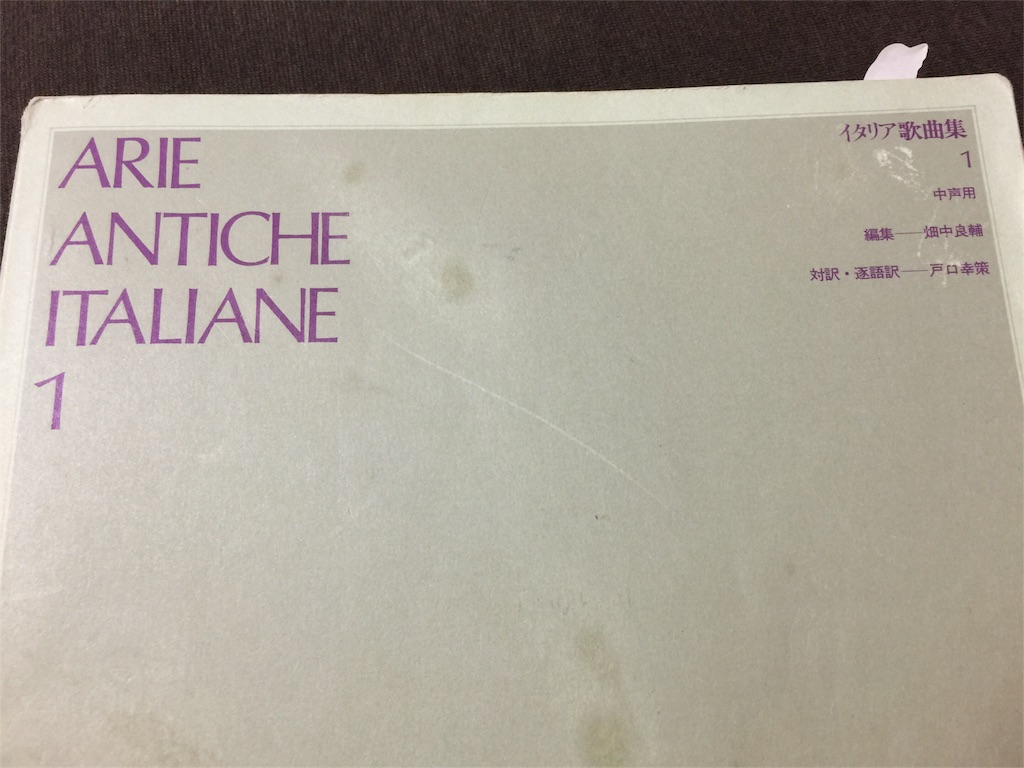 ARIE
ANTICHE
ITALIANE
1
イタリア歌曲集
1
中声用
編集──畑中良輔
対訳・逐語訳──戸口幸策